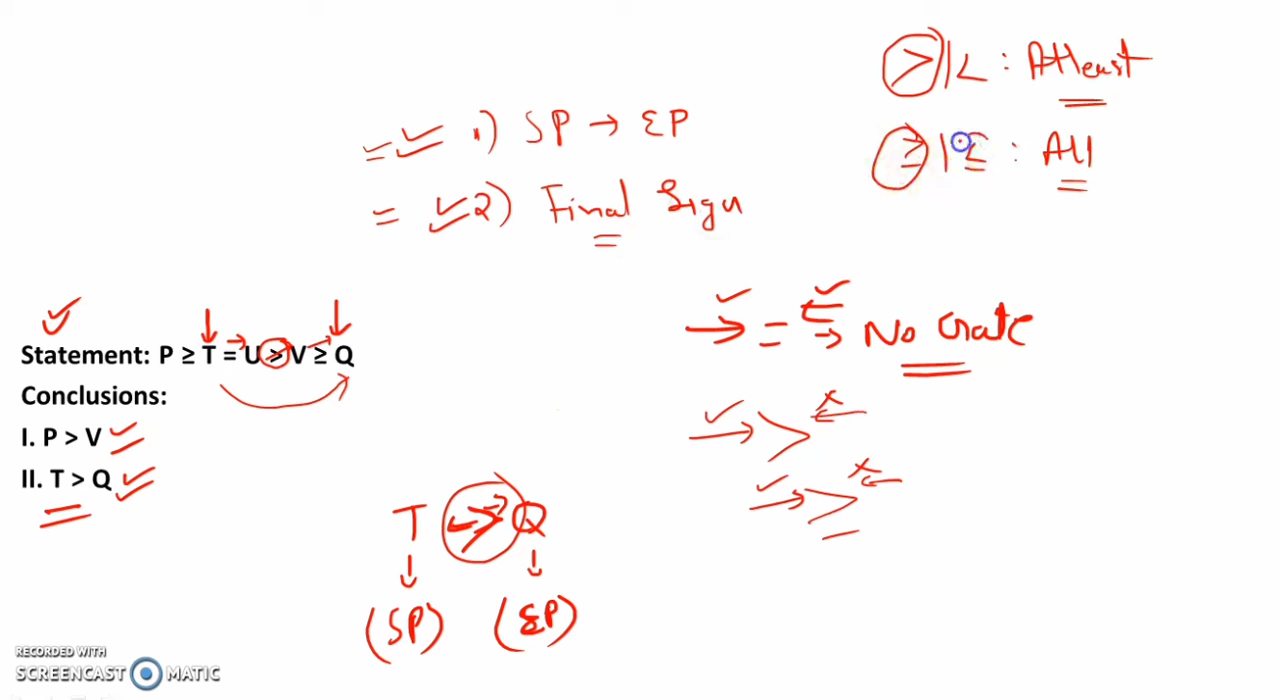 > | < : Atleast
1) SP → EP
≥ | ≤ : All
2) Final Sign
→ = No Gate
Statement: P ≥ T = U > V ≥ Q
Conclusions:
I. P > V
II. T > Q
T > Q
(SP) (EP)
RECORDED WITH
SCREENCAST MATIC